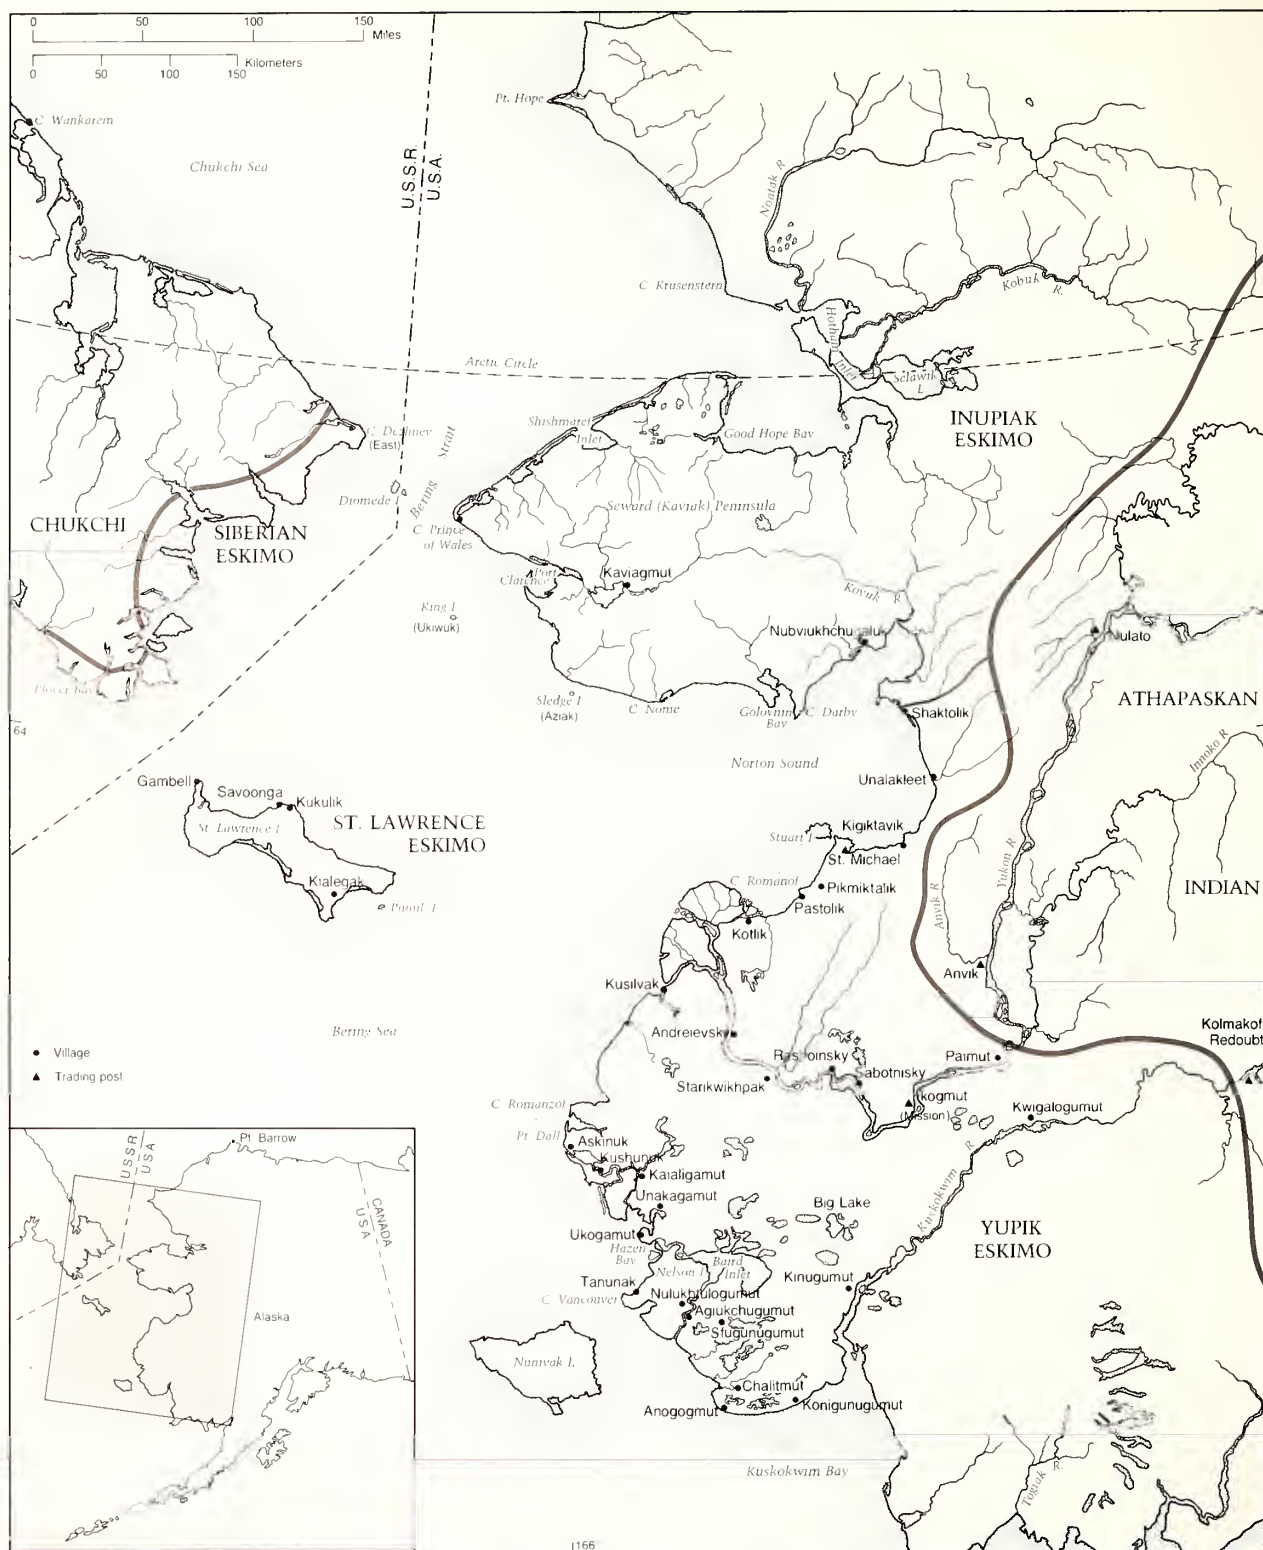 0 50 100 150
Miles
0 50 100 150 Kilometers
Pt. Hope
C Wankarem
Chukchi Sea
U.S.S.R.
U.S.A.
Noatak R
C Krusenstern
Kobuk R.
Hotham Inlet
Selawik L
Arctic Circle
INUPIAK
ESKIMO
Shishmaref
Inlet
Good Hope Bay
C Dezhnev
(East)
Bering Strait
Diomede I
Seward (Kaviak) Peninsula
CHUKCHI
SIBERIAN
ESKIMO
C Prince
of Wales
Port
Clarence
Kaviagmut
Koyuk R
King I
(Ukiwuk)
Nulato
Plover Bay
Sledge I
(Aziak)
C Nome
Golovnin
Bay
C Darby
Shaktolik
ATHAPASKAN
64
Innoko R
Norton Sound
Unalakleet
Gambell
Savoonga
Kukulik
St. Lawrence I
ST. LAWRENCE
ESKIMO
Stuart I
Kigiktavik
St. Michael
Yukon R
Anvik R
INDIAN
Kialegak
C Romanof
Pikmiktalik
Pastolik
Kotlik
Anvik
Kusilvak
Bering Sea
Andreievsky
Kolmakof
Redoubt
Village
Trading post
Starikwikhpak
Sabotnisky
Paimut
(Mission)
Kwigalogumut
C Romanzof
Pt Dall
Askinuk
Kushunuk
Kaialigamut
Unakagamut
Big Lake
Kuskokwim R
YUPIK
ESKIMO
Ukogamut
Hazen
Bay
Nelson I
Baird
Inlet
Tanunak
C Vancouver
Nulukhtulogumut
Kinugumut
Agiukchugumut
Sfugunugumut
Nunivak I.
Chalitmut
Anogogmut
Konigunugumut
Kuskokwim Bay
Togiak R.
166
USSR
USA
Pt Barrow
CANADA
USA
Alaska